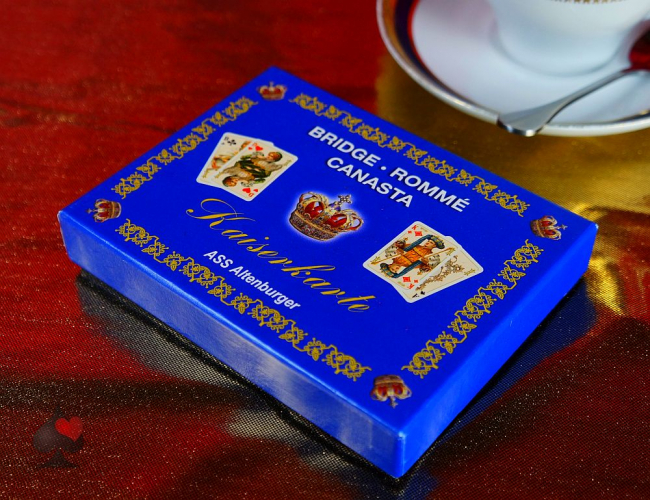 BRIDGE · ROMMÉ
CANASTA
Kaiserkarte
ASS Altenburger